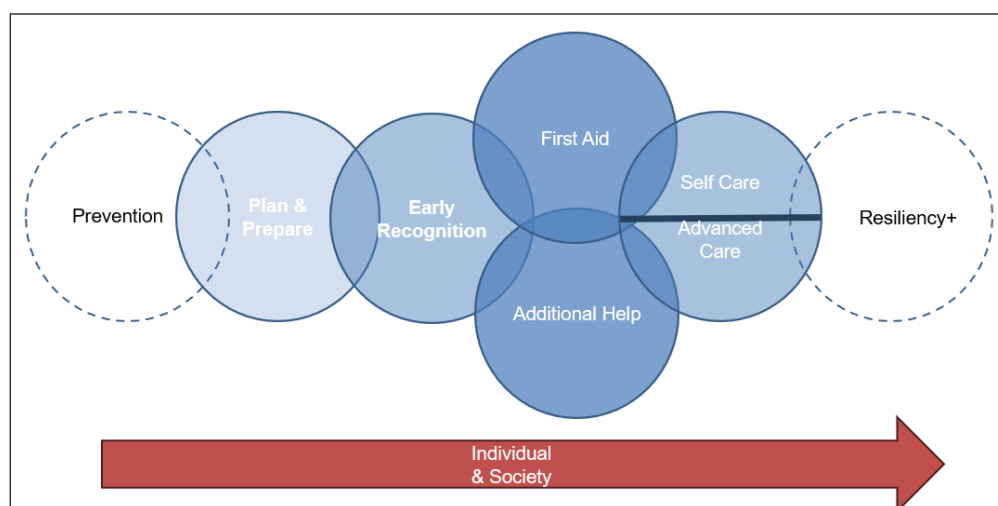 Prevention
Plan &
Prepare
Early
Recognition
First Aid
Additional Help
Self Care
Advanced
Care
Resiliency+
Individual
& Society